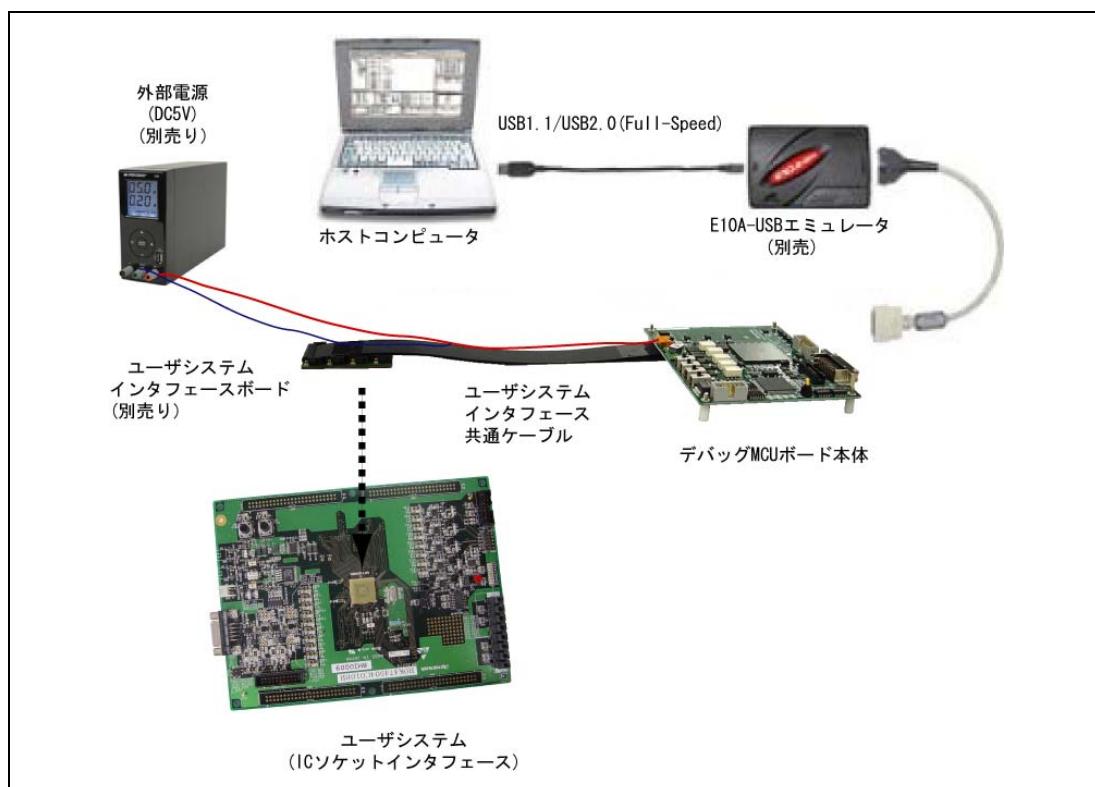 外部電源
(DC5V)
(別売り)
USB1.1/USB2.0(Full-Speed)
ホストコンピュータ
E10A-USBエミュレータ
(別売)
ユーザシステム
インタフェースボード
(別売り)
ユーザシステム
インタフェース
共通ケーブル
デバッグMCUボード本体
ユーザシステム
(ICソケットインタフェース)